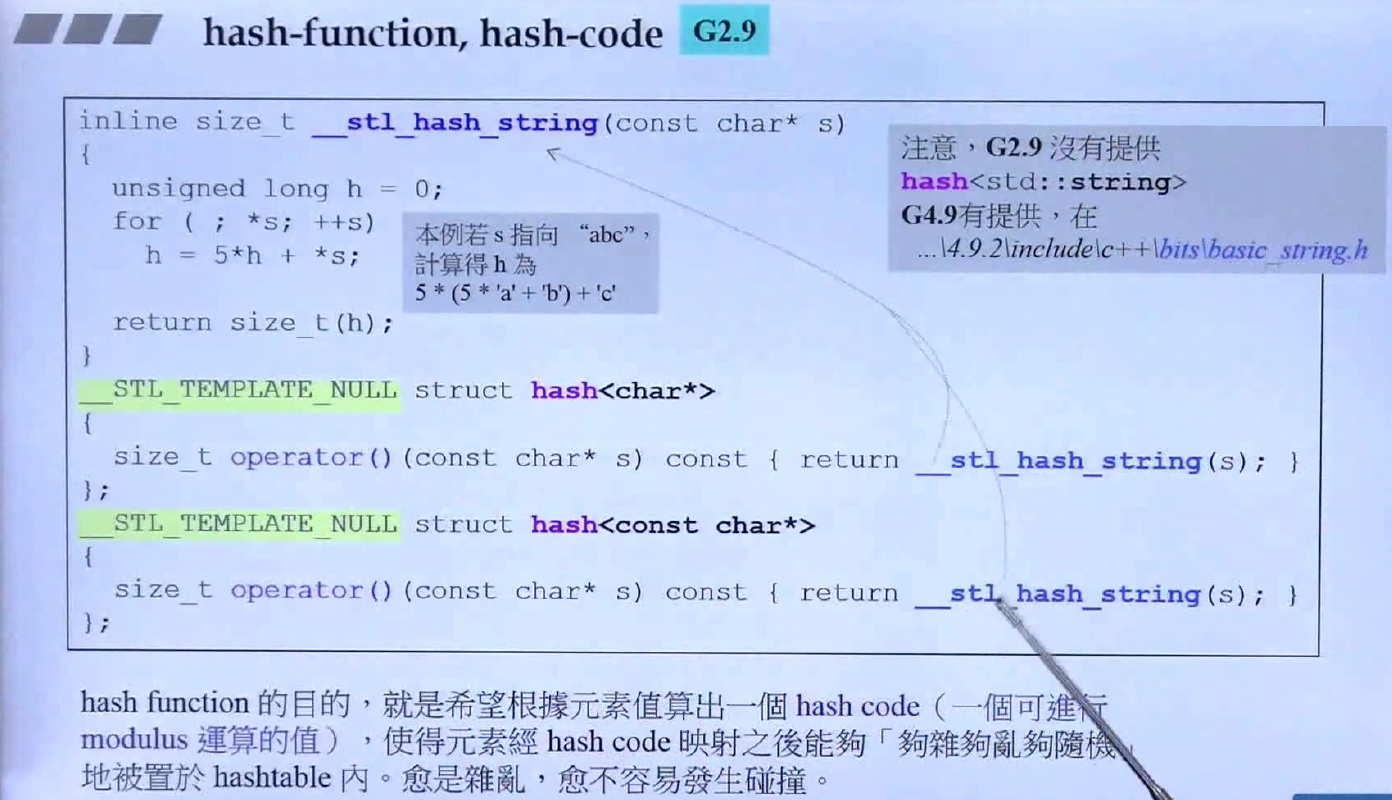 hash-function, hash-code G2.9
inline size_t __stl_hash_string(const char* s)
{
unsigned long h = 0;
for ( ; *s; ++s)
h = 5*h + *s;
return size_t(h);
}
本例若 s 指向 “abc”，
計算得 h 為
5 * (5 * 'a' + 'b') + 'c'
注意，G2.9 沒有提供
hash<std::string>
G4.9有提供，在
...\4.9.2\include\c++\bits\basic_string.h
__STL_TEMPLATE_NULL struct hash<char*>
{
size_t operator()(const char* s) const { return __stl_hash_string(s); }
};
__STL_TEMPLATE_NULL struct hash<const char*>
{
size_t operator()(const char* s) const { return __stl_hash_string(s); }
};
hash function 的目的，就是希望根據元素值算出一個 hash code（一個可進行
modulus 運算的值），使得元素經 hash code 映射之後能夠「夠雜夠亂夠隨機」
地被置於 hashtable 內。愈是雜亂，愈不容易發生碰撞。